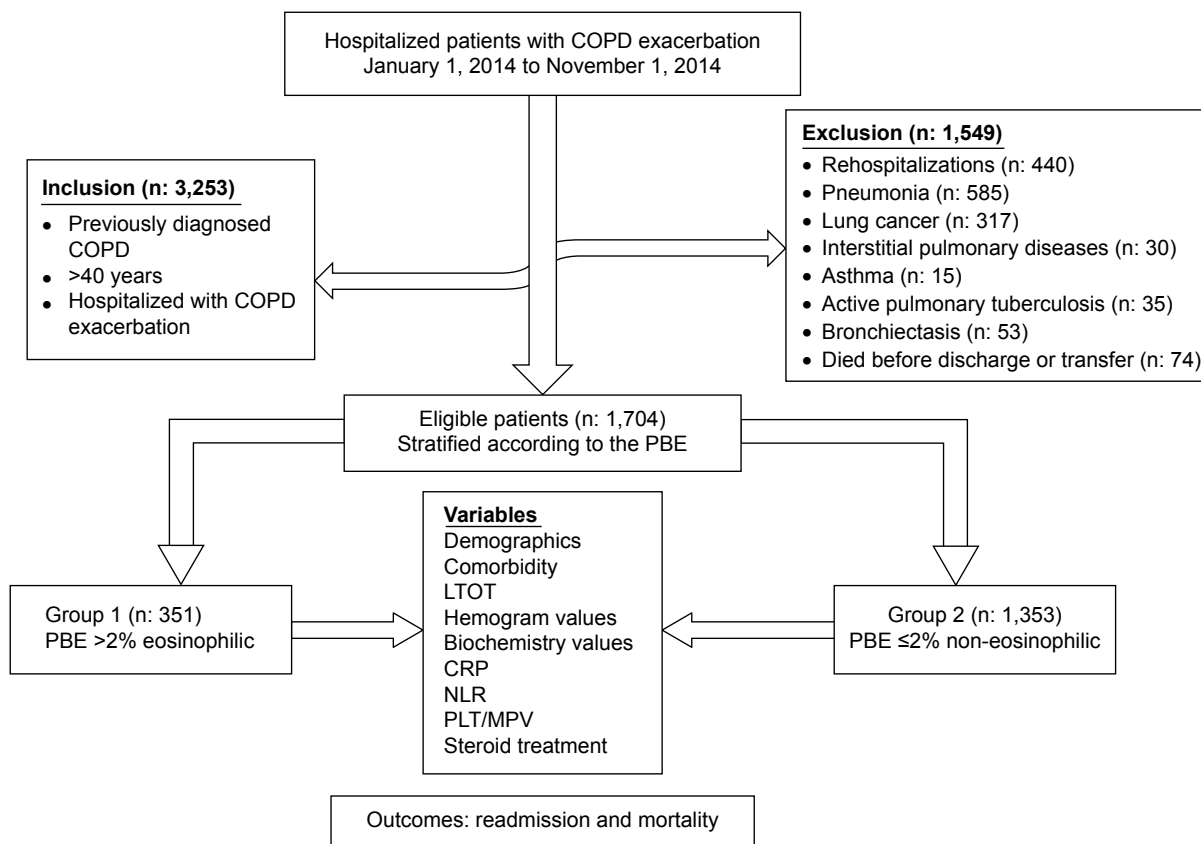 Hospitalized patients with COPD exacerbation
January 1, 2014 to November 1, 2014
Inclusion (n: 3,253)
• Previously diagnosed
COPD
• >40 years
• Hospitalized with COPD
exacerbation
Exclusion (n: 1,549)
• Rehospitalizations (n: 440)
• Pneumonia (n: 585)
• Lung cancer (n: 317)
• Interstitial pulmonary diseases (n: 30)
• Asthma (n: 15)
• Active pulmonary tuberculosis (n: 35)
• Bronchiectasis (n: 53)
• Died before discharge or transfer (n: 74)
Eligible patients (n: 1,704)
Stratified according to the PBE
Group 1 (n: 351)
PBE >2% eosinophilic
Variables
Demographics
Comorbidity
LTOT
Hemogram values
Biochemistry values
CRP
NLR
PLT/MPV
Steroid treatment
Group 2 (n: 1,353)
PBE ≤2% non-eosinophilic
Outcomes: readmission and mortality